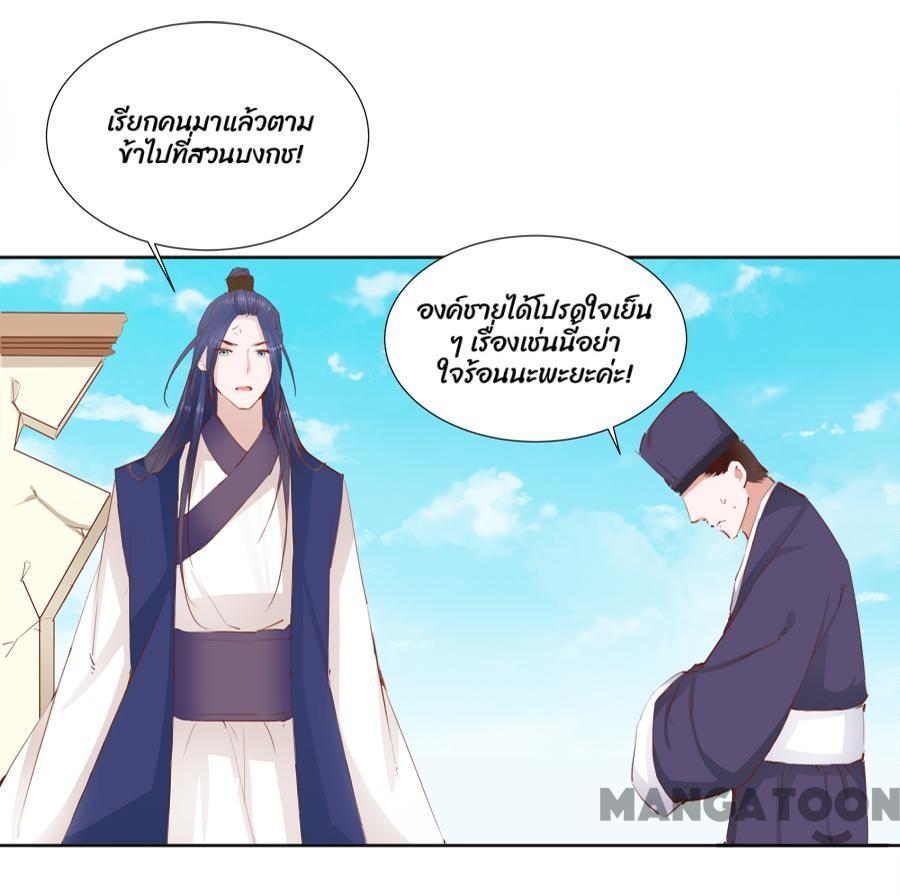 เรียกคนมาแล้วตาม
ข้าไปที่สวนบงกช!
องค์ชายได้โปรดใจเย็น
ๆ เรื่องเช่นนี้อย่า
ใจร้อนนะพะยะค่ะ!
MANGATOON